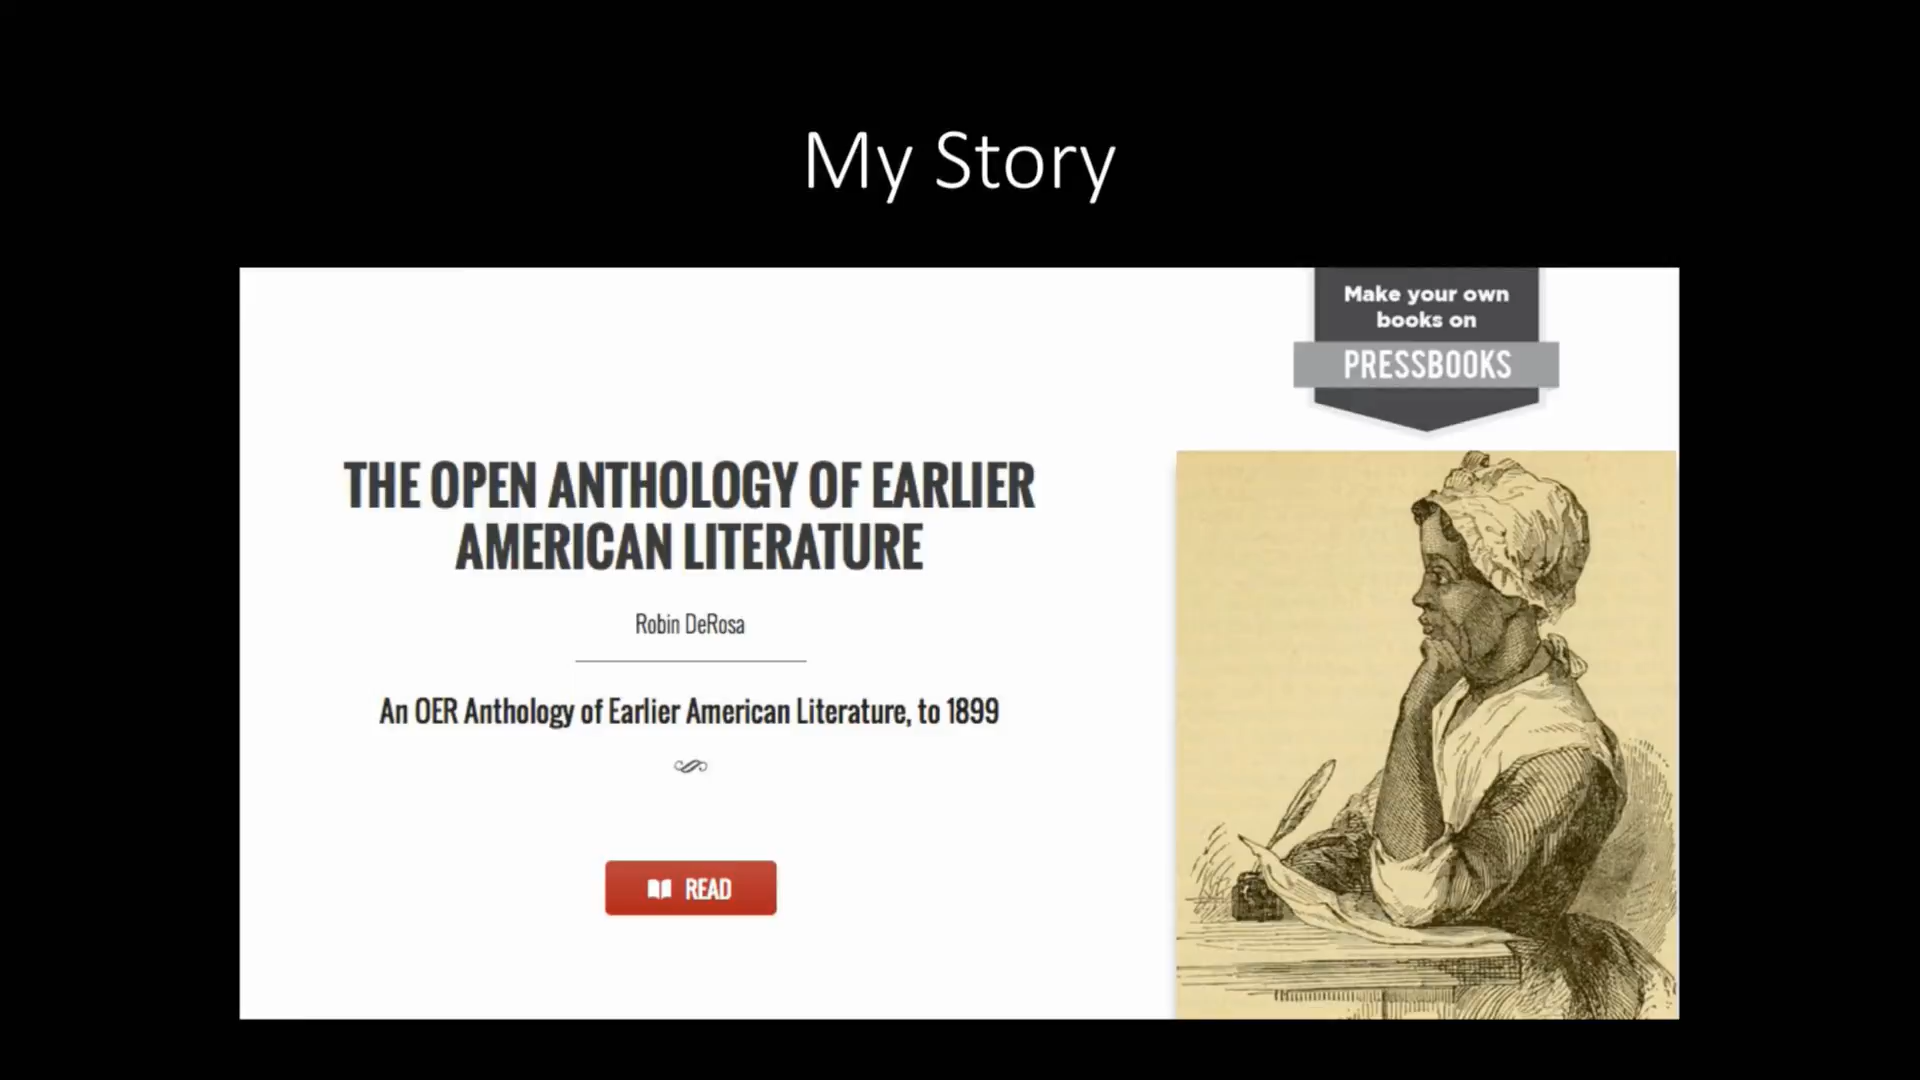 My Story
Make your own
books on
PRESSBOOKS
THE OPEN ANTHOLOGY OF EARLIER
AMERICAN LITERATURE
Robin DeRosa
An OER Anthology of Earlier American Literature, to 1899
READ